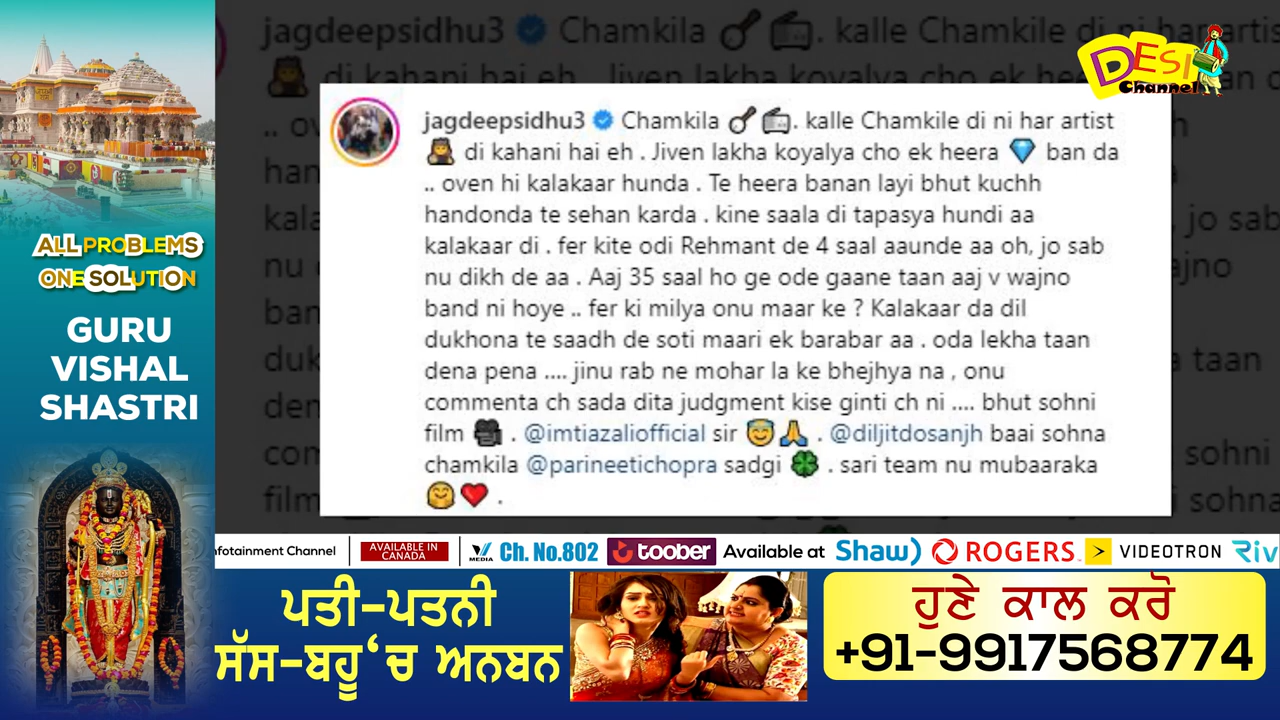 DESI
Channel
ALL PROBLEMS
ONE SOLUTION
GURU
VISHAL
SHASTRI
jagdeepsidhu3 Chamkila 🪕📻. kalle Chamkile di ni har artist
👩‍🎤 di kahani hai eh . Jiven lakha koyalya cho ek heera 💎 ban da
.. oven hi kalakaar hunda . Te heera banan layi bhut kuchh
handonda te sehan karda . kine saala di tapasya hundi aa
kalakaar di . fer kite odi Rehmant de 4 saal aaunde aa oh, jo sab
nu dikh de aa . Aaj 35 saal ho ge ode gaane taan aaj v wajno
band ni hoye .. fer ki milya onu maar ke ? Kalakaar da dil
dukhona te saadh de soti maari ek barabar aa . oda lekha taan
dena pena .... jinu rab ne mohar la ke bhejhya na , onu
commenta ch sada dita judgment kise ginti ch ni .... bhut sohni
film 🎥 . @imtiazaliofficial sir 😇🙏 . @diljitdosanjh baai sohna
chamkila @parineetichopra sadgi 🍀 . sari team nu mubaaraka
🤗❤️ .
nfotainment Channel AVAILABLE IN CANADA MEDIA Ch. No.802 toober Available at Shaw) ROGERS VIDEOTRON Riv
ਪਤੀ-ਪਤਨੀ
ਸੱਸ-ਬਹੂ‘ਚ ਅਨਬਨ
ਹੁਣੇ ਕਾਲ ਕਰੋ
+91-9917568774